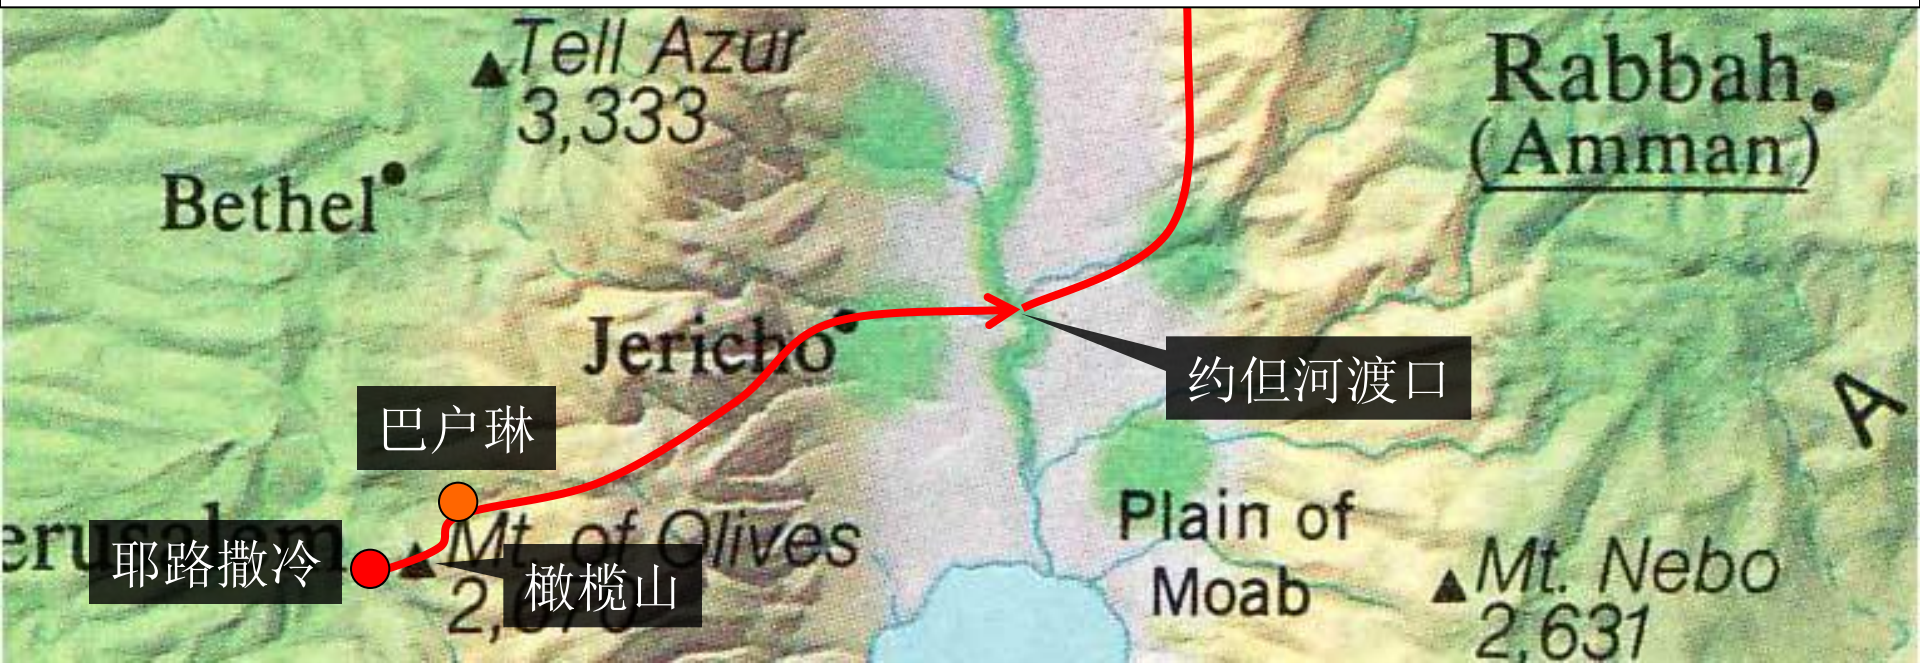 Tell Azur
3,333
Rabbah
(Amman)
Bethel
Jericho
约但河渡口
A
巴户琳
erusalem
耶路撒冷
Mt. of Olives
橄榄山
Plain of
Moab
Mt. Nebo
2,631